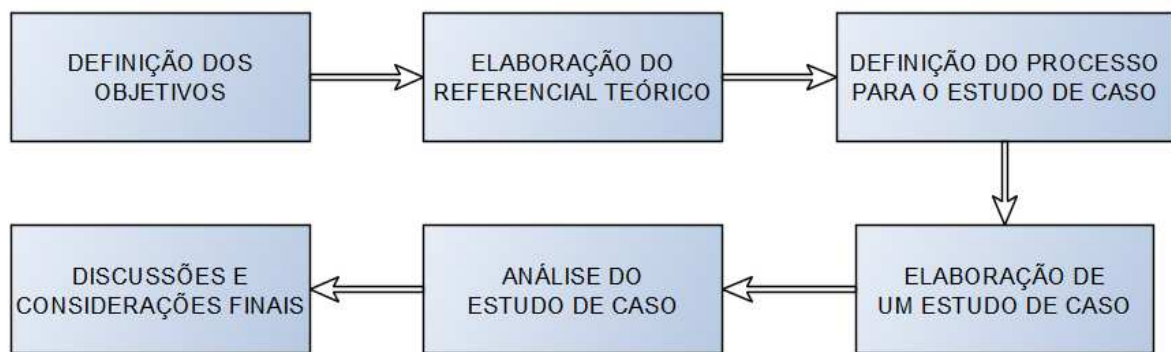 DEFINIÇÃO DOS
OBJETIVOS
ELABORAÇÃO DO
REFERENCIAL TEÓRICO
DEFINIÇÃO DO PROCESSO
PARA O ESTUDO DE CASO
ELABORAÇÃO DE
UM ESTUDO DE CASO
ANÁLISE DO
ESTUDO DE CASO
DISCUSSÕES E
CONSIDERAÇÕES FINAIS